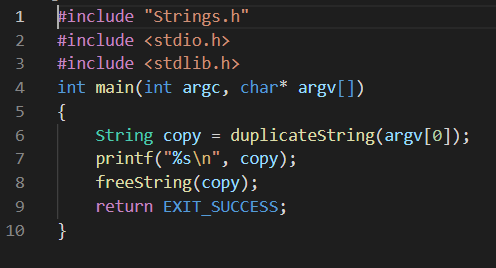 1 #include "Strings.h"
2 #include <stdio.h>
3 #include <stdlib.h>
4 int main(int argc, char* argv[])
5 {
6 String copy = duplicateString(argv[0]);
7 printf("%s\n", copy);
8 freeString(copy);
9 return EXIT_SUCCESS;
10 }